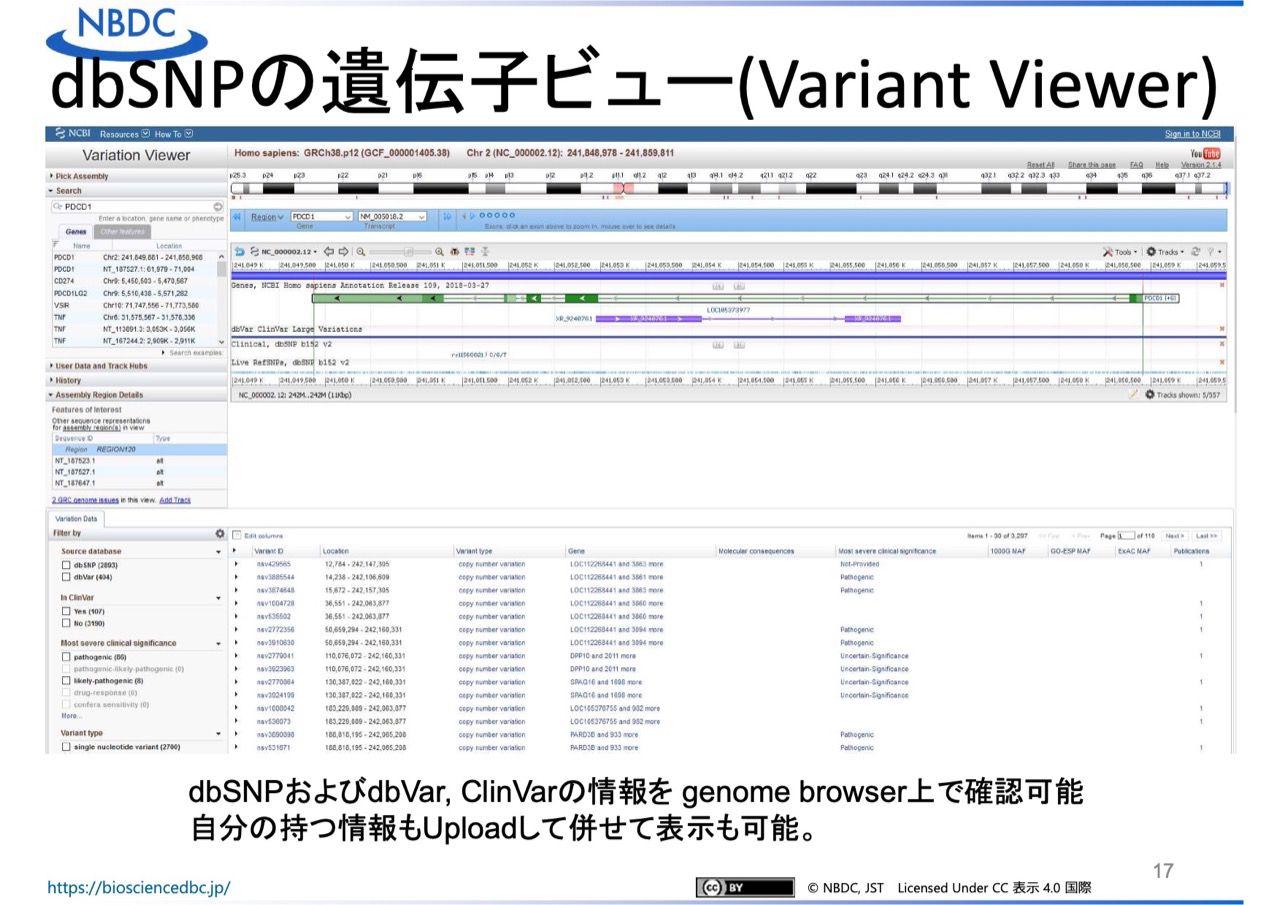 NBDC
dbSNPの遺伝子ビュー(Variant Viewer)
NCBI Resources How To Sign in to NCBI
Variation Viewer
Homo sapiens: GRCh38.p12 (GCF_000001405.38) Chr 2 (NC_000002.12): 241,848,978 - 241,859,811
YouTube
Reset All Share this page FAQ Help Version 2.1.4
Pick Assembly
Search
PDCD1
Enter a location, gene name or phenotype
Genes Other features
Name Location
PDCD1 Chr2: 241,849,881 - 241,858,908
PDCD1 NT_187527.1: 61,979 - 71,004
CD274 Chr9: 5,450,503 - 5,470,567
PDCD1LG2 Chr9: 5,510,438 - 5,571,282
VSIR Chr10: 71,747,556 - 71,773,580
TNF Chr6: 31,575,567 - 31,578,336
TNF NT_113891.3: 3,053K - 3,056K
TNF NT_167244.2: 2,909K - 2,911K
Search examples
User Data and Track Hubs
History
Assembly Region Details
Features of Interest
Other sequence representations
for assembly region(s) in view
Sequence ID Type
Region REGION120
NT_187523.1 alt
NT_187527.1 alt
NT_187647.1 alt
2 GRC genome issues in this view. Add Track
Region PDCD1 NM_005018.2
Gene Transcript
Exons: click an exon above to zoom in, mouse over to see details
NC_000002.12 Tools Tracks
Genes, NCBI Homo sapiens Annotation Release 109, 2018-03-27
PDCD1 [+6]
LOC105373977
dbVar ClinVar Large Variations
Clinical, dbSNP b152 v2
Live RefSNPs, dbSNP b152 v2
NC_000002.12: 242M..242M (11Kbp) Tracks shown: 5/357
Variation Data
Filter by
Source database
dbSNP (2893)
dbVar (404)
In ClinVar
Yes (107)
No (3190)
Most severe clinical significance
pathogenic (86)
pathogenic-likely-pathogenic (0)
likely-pathogenic (8)
drug-response (0)
confers sensitivity (0)
More...
Variant type
single nucleotide variant (2700)
Edit columns Items 1 - 30 of 3,297 << First < Prev Page 1 of 110 Next > Last >>
Variant ID Location Variant type Gene Molecular consequences Most severe clinical significance 1000G MAF GO-ESP MAF ExAC MAF Publications
nsv429565 12,784 - 242,147,305 copy number variation LOC112268441 and 3863 more Not-Provided 1
nsv3885544 14,238 - 242,106,609 copy number variation LOC112268441 and 3861 more Pathogenic
nsv3874648 15,672 - 242,157,305 copy number variation LOC112268441 and 3863 more Pathogenic
nsv1004728 36,551 - 242,063,877 copy number variation LOC112268441 and 3860 more 1
nsv535502 36,551 - 242,063,877 copy number variation LOC112268441 and 3860 more 1
nsv2772356 50,659,294 - 242,160,331 copy number variation LOC112268441 and 3094 more Pathogenic 1
nsv3910630 50,659,294 - 242,160,331 copy number variation LOC112268441 and 3094 more Pathogenic
nsv2779041 110,076,072 - 242,160,331 copy number variation DPP10 and 2011 more Uncertain-Significance 1
nsv3923963 110,076,072 - 242,160,331 copy number variation DPP10 and 2011 more Uncertain-Significance
nsv2770864 130,387,022 - 242,160,331 copy number variation SPAG16 and 1698 more Uncertain-Significance 1
nsv3924199 130,387,022 - 242,160,331 copy number variation SPAG16 and 1698 more Uncertain-Significance
nsv1008042 183,229,809 - 242,063,877 copy number variation LOC105376755 and 982 more 1
nsv536073 183,229,809 - 242,063,877 copy number variation LOC105376755 and 982 more 1
nsv3890898 188,818,195 - 242,065,208 copy number variation PARD3B and 933 more Pathogenic
nsv531671 188,818,195 - 242,065,208 copy number variation PARD3B and 933 more Pathogenic 1
dbSNPおよびdbVar, ClinVarの情報を genome browser上で確認可能
自分の持つ情報もUploadして併せて表示も可能。
17
https://biosciencedbc.jp/
CC BY © NBDC, JST Licensed Under CC 表示 4.0 国際